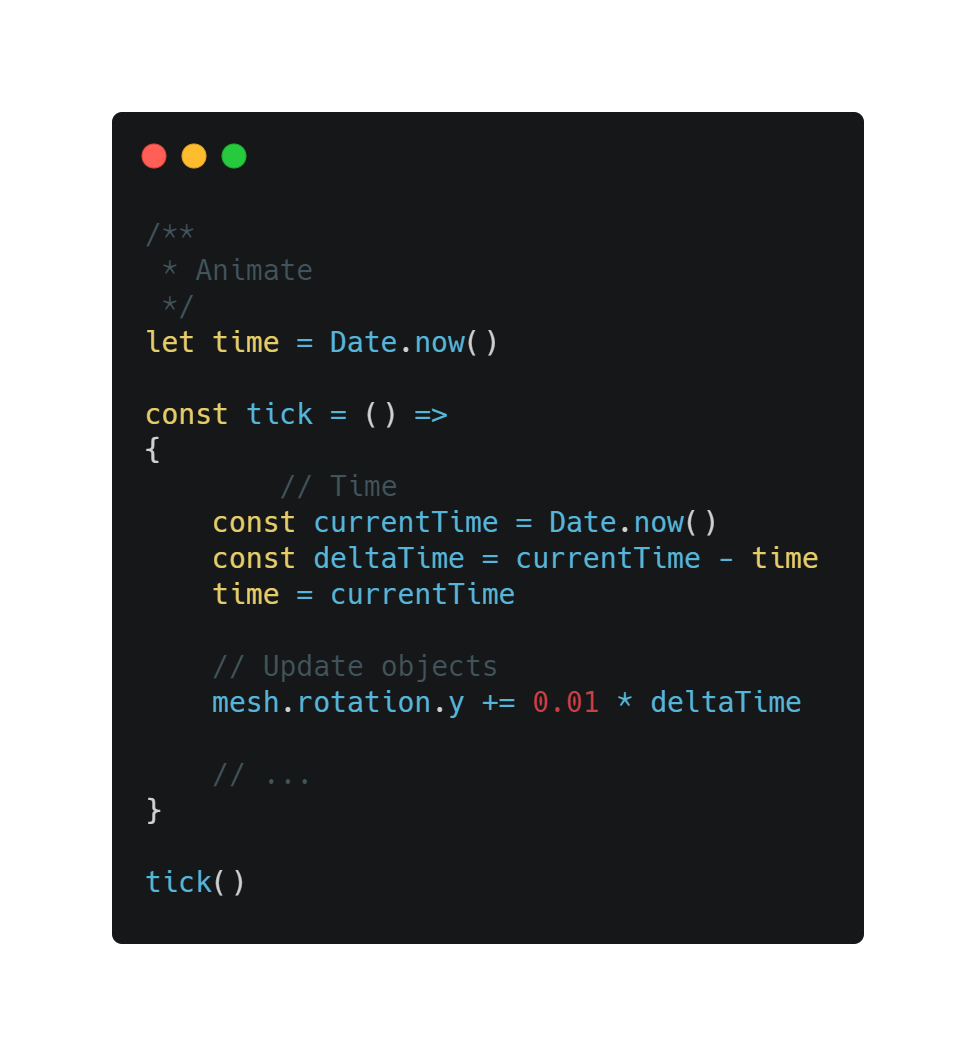 /**
 * Animate
 */
let time = Date.now()

const tick = () =>
{
        // Time
    const currentTime = Date.now()
    const deltaTime = currentTime - time
    time = currentTime

    // Update objects
    mesh.rotation.y += 0.01 * deltaTime

    // ...
}

tick()